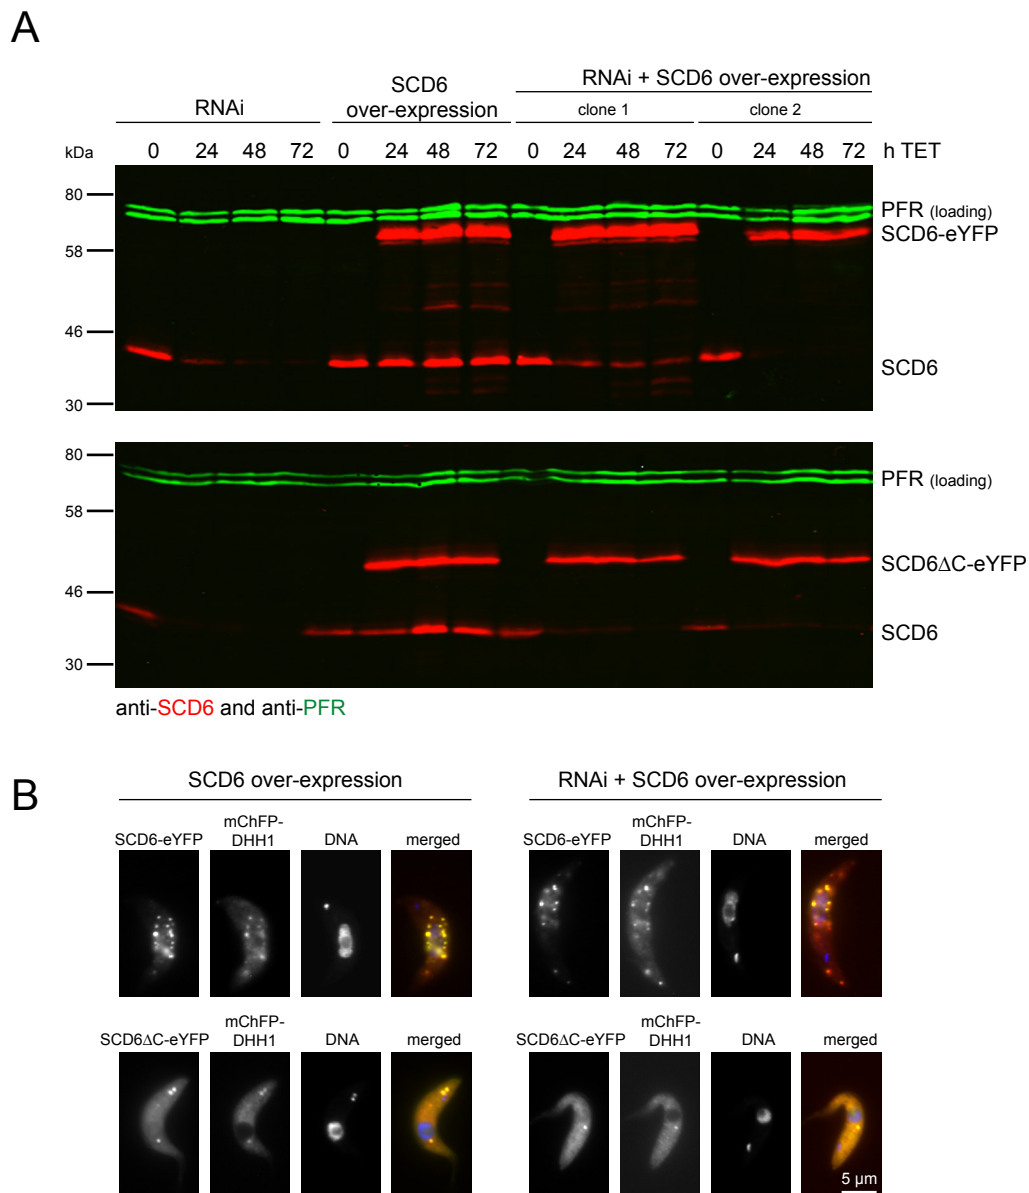 A
RNAi + SCD6 over-expression
SCD6
over-expression
RNAi
clone 1
clone 2
kDa
0 24 48 72 0 24 48 72 0 24 48 72 0 24 48 72 h TET
80
PFR (loading)
SCD6-eYFP
58
46
SCD6
30
80
PFR (loading)
58
SCD6ΔC-eYFP
46
SCD6
30
anti-SCD6 and anti-PFR
B
SCD6 over-expression
RNAi + SCD6 over-expression
SCD6-eYFP mChFP-DHH1 DNA merged
SCD6-eYFP mChFP-DHH1 DNA merged
SCD6ΔC-eYFP mChFP-DHH1 DNA merged
SCD6ΔC-eYFP mChFP-DHH1 DNA merged
5 µm